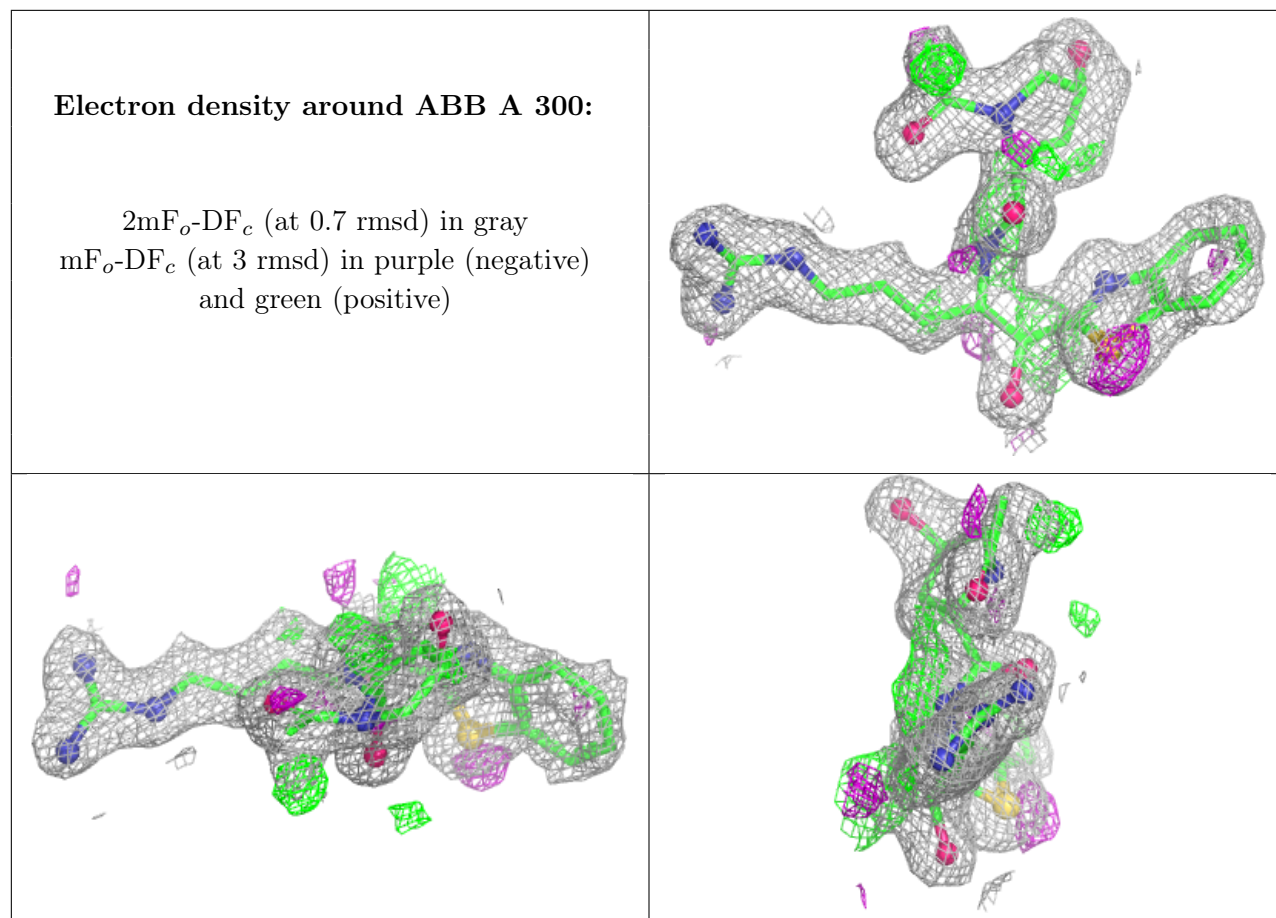 Electron density around ABB A 300:
2mFo-DFc (at 0.7 rmsd) in gray
mFo-DFc (at 3 rmsd) in purple (negative)
and green (positive)